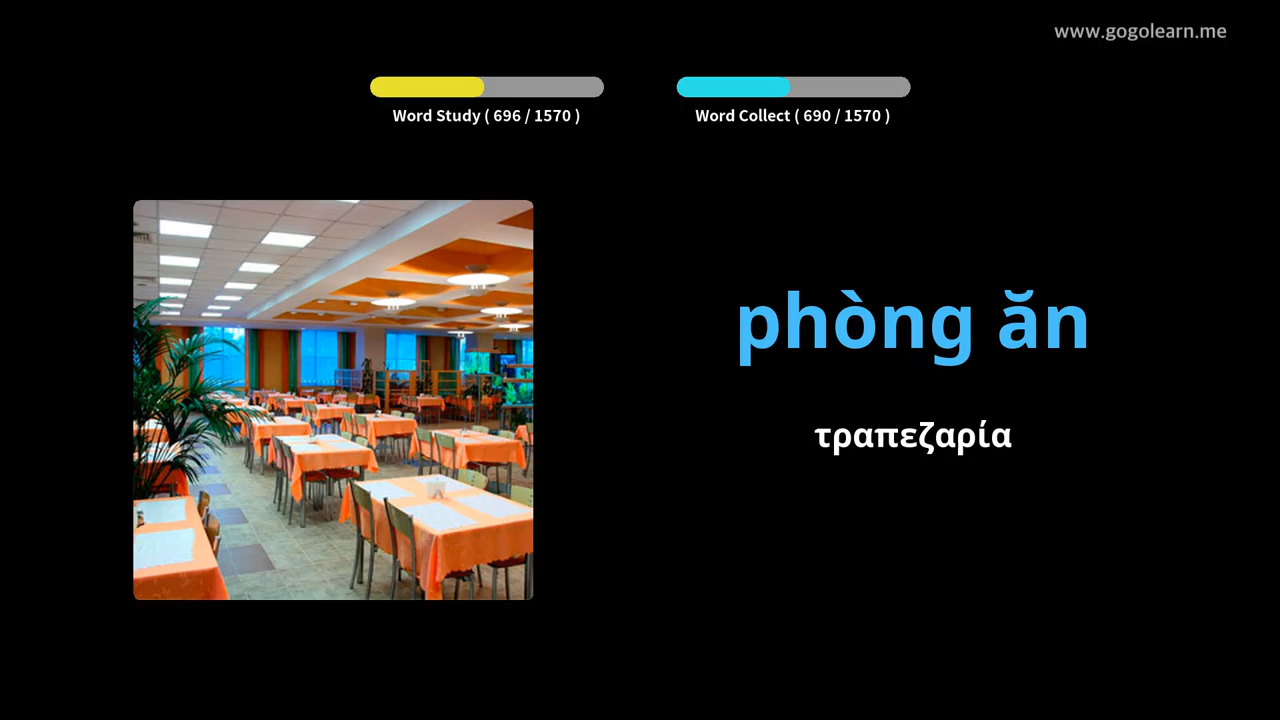 www.gogolearn.me
Word Study ( 696 / 1570 )
Word Collect ( 690 / 1570 )
phòng ăn
τραπεζαρία